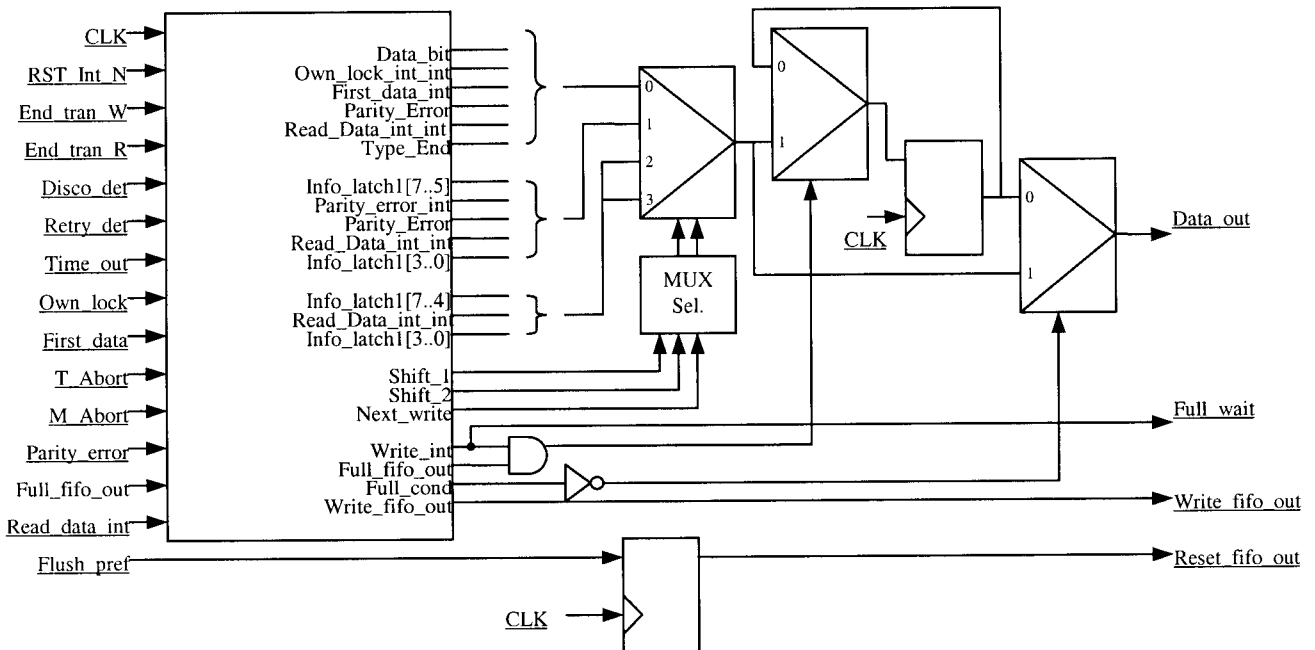 CLK
RST_Int_N
End_tran_W
End_tran_R
Disco_det
Retry_det
Time_out
Own_lock
First_data
T_Abort
M_Abort
Parity_error
Full_fifo_out
Read_data_int
Flush_pref
Data_bit
Own_lock_int_int
First_data_int
Parity_Error
Read_Data_int_int
Type_End
Info_latch1[7..5]
Parity_error_int
Parity_Error
Read_Data_int_int
Info_latch1[3..0]
Info_latch1[7..4]
Read_Data_int_int
Info_latch1[3..0]
Shift_1
Shift_2
Next_write
Write_int
Full_fifo_out
Full_cond
Write_fifo_out
0
1
2
3
MUX
Sel.
0
1
CLK
0
1
Data_out
Full_wait
Write_fifo_out
Reset_fifo_out
CLK